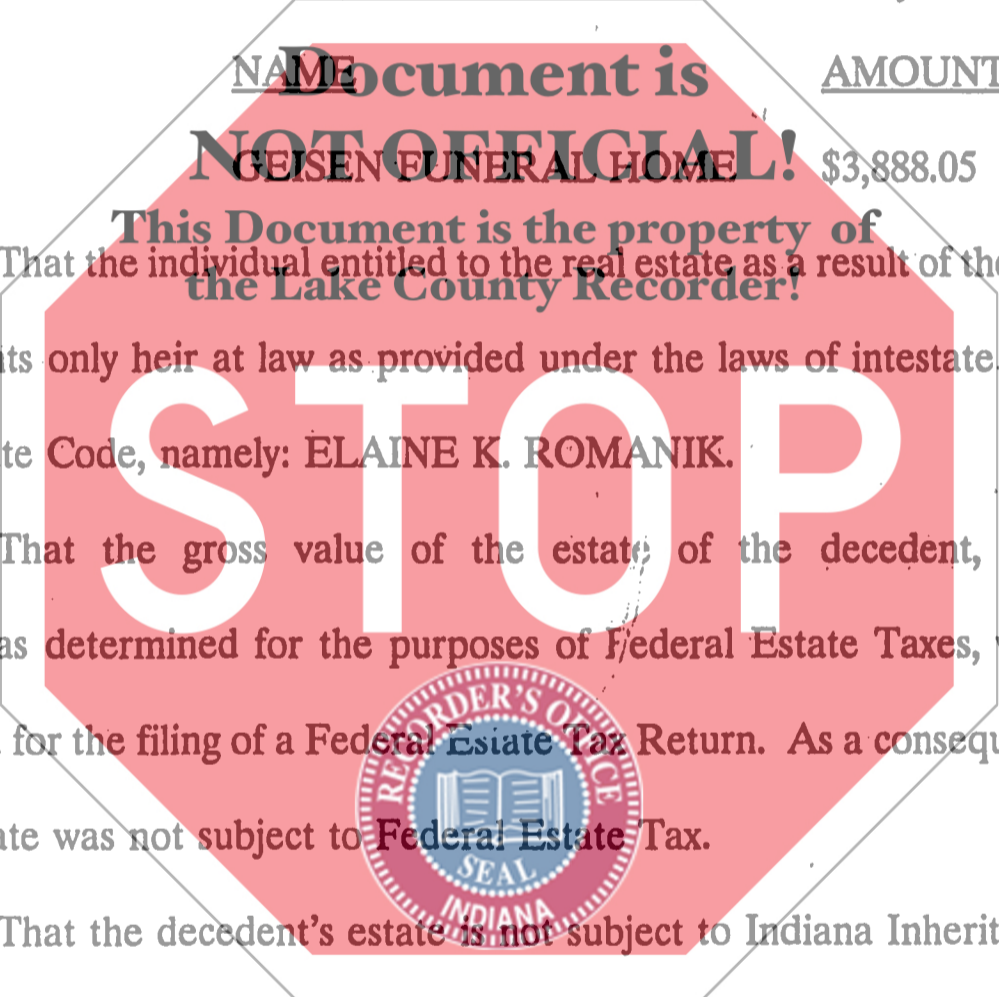 NAME AMOUNT
Document is
NOT OFFICIAL!
GEISEN FUNERAL HOME $3,888.05
This Document is the property of
the Lake County Recorder!
That the individual entitled to the real estate as a result of the
its only heir at law as provided under the laws of intestate
te Code, namely: ELAINE K. ROMANIK.
STOP
That the gross value of the estate of the decedent,
as determined for the purposes of Federal Estate Taxes,
for the filing of a Federal Estate Tax Return. As a consequ
ate was not subject to Federal Estate Tax.
That the decedent's estate is not subject to Indiana Inherit
RECORDER'S OFFICE
SEAL
INDIANA